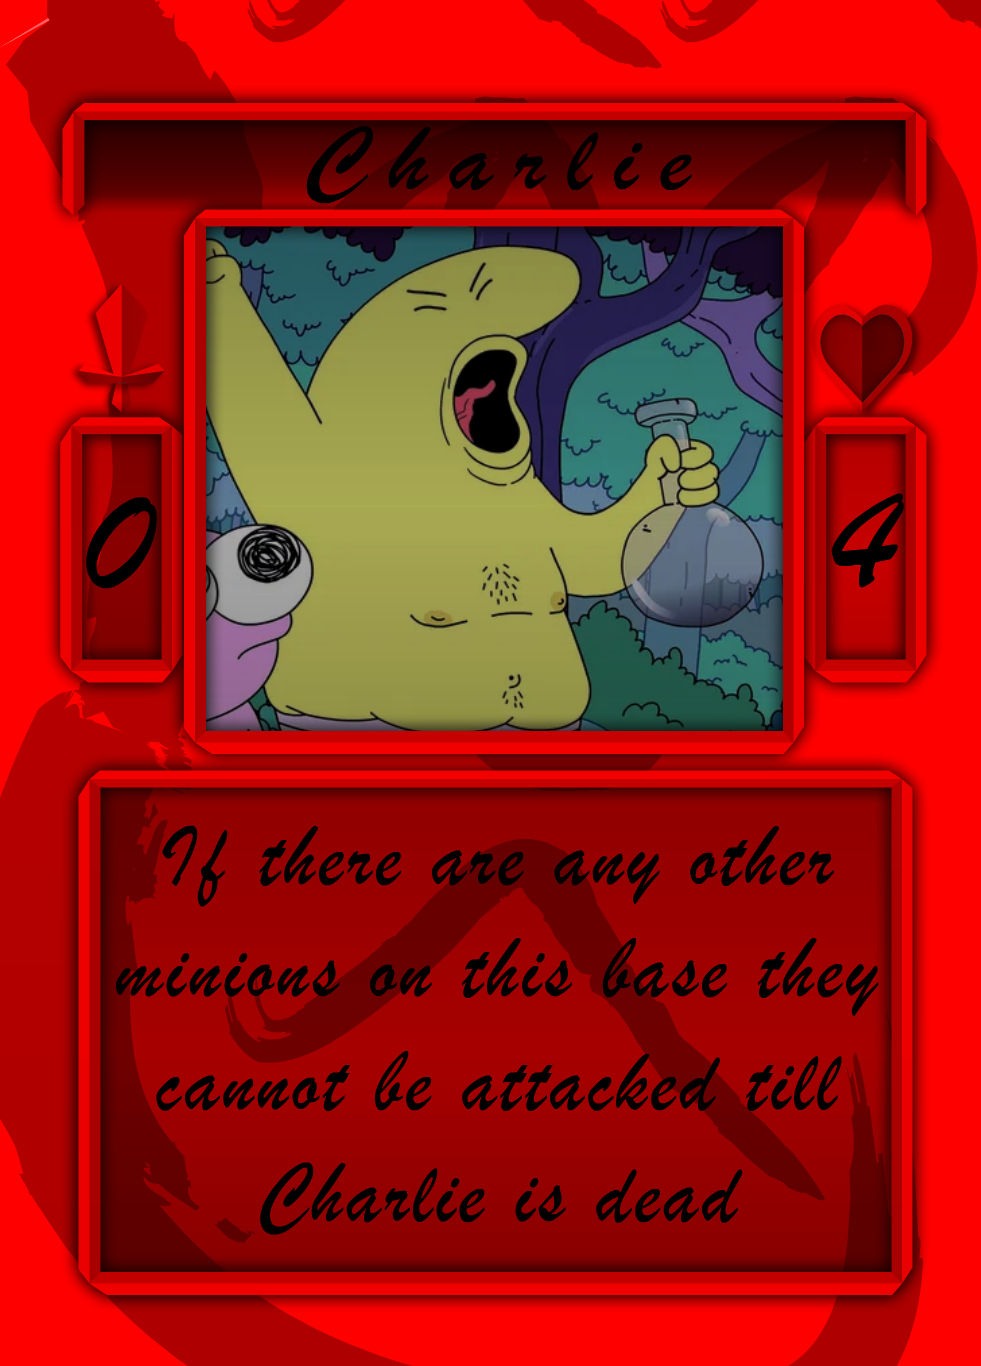 Charlie
0
4
If there are any other
minions on this base they
cannot be attacked till
Charlie is dead